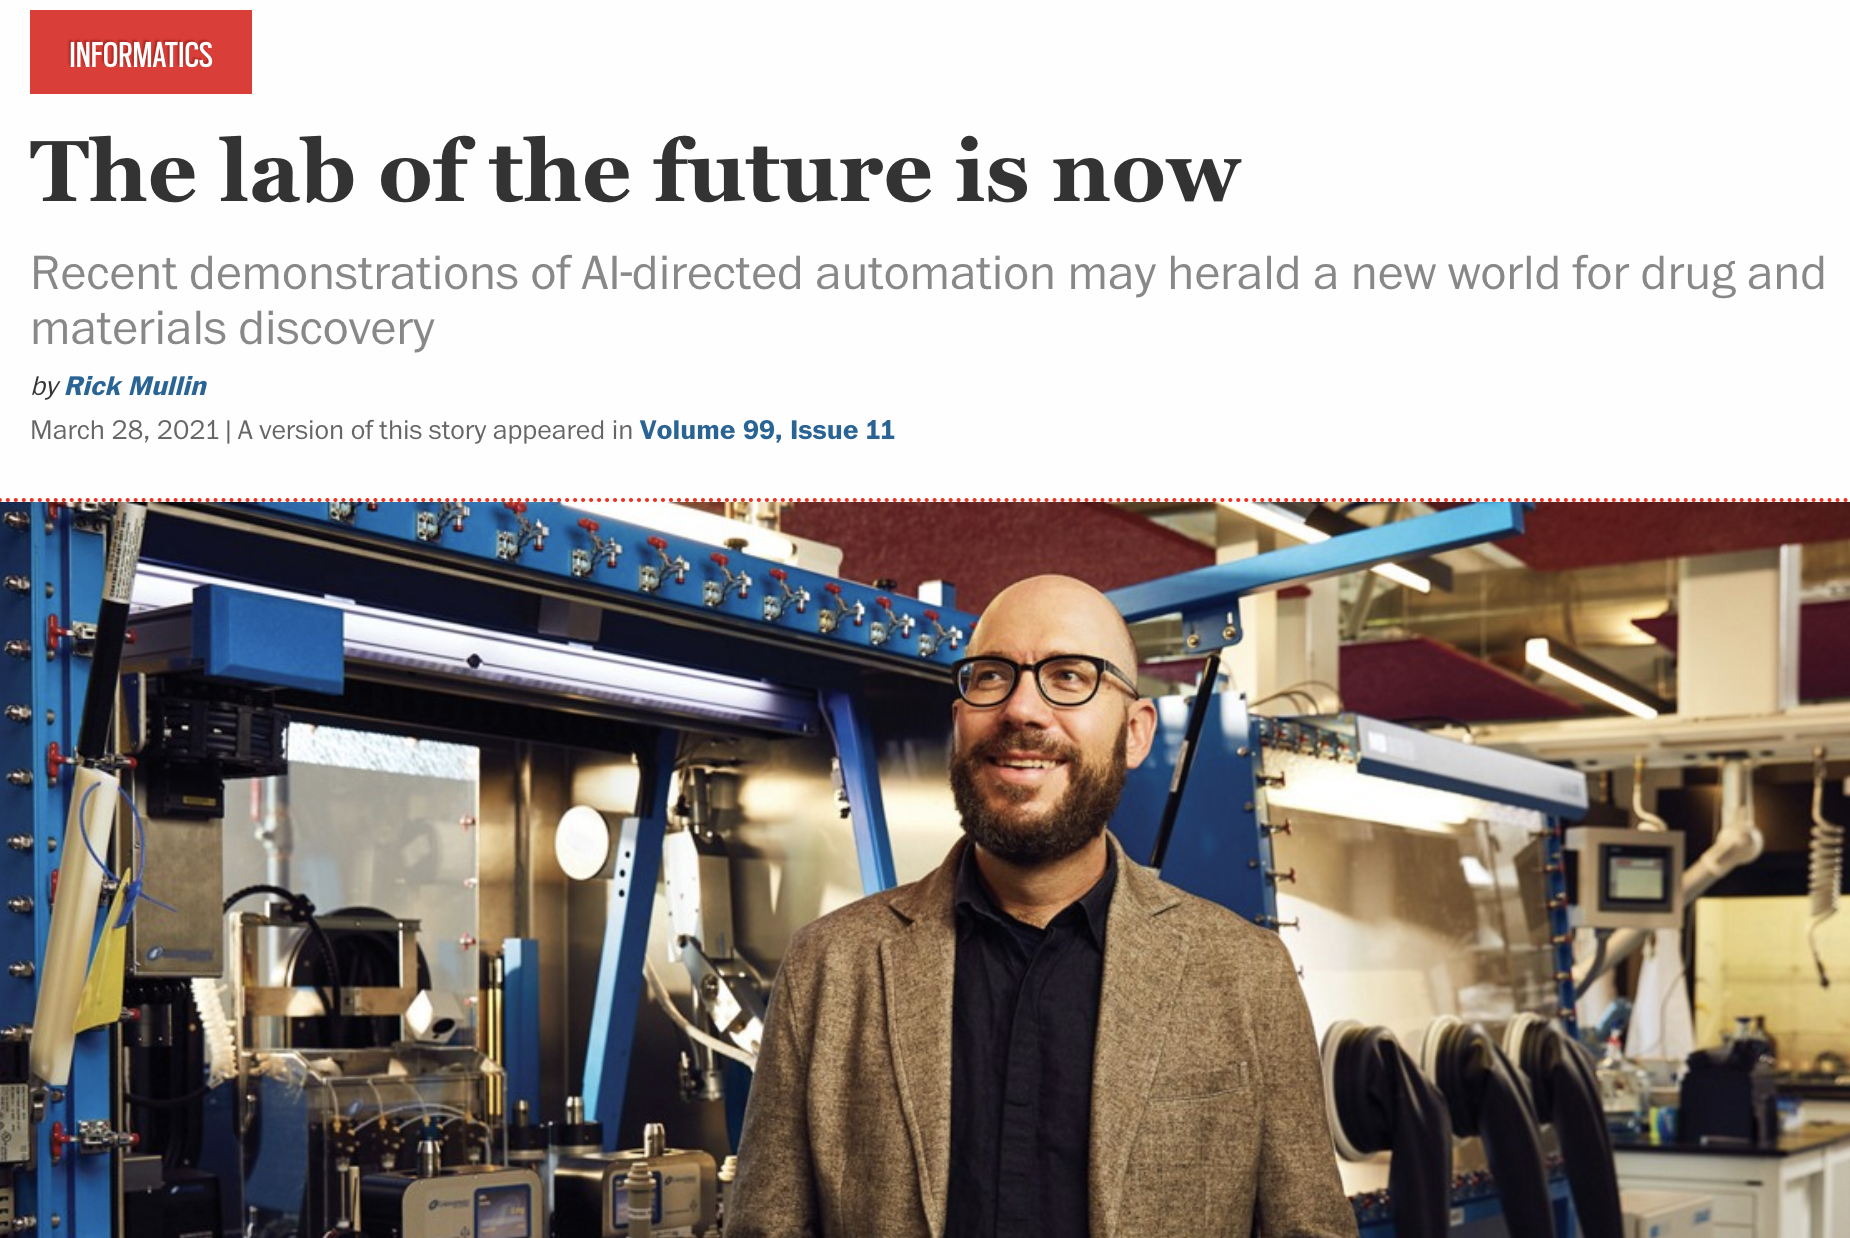 INFORMATICS
The lab of the future is now
Recent demonstrations of AI-directed automation may herald a new world for drug and
materials discovery
by Rick Mullin
March 28, 2021 | A version of this story appeared in Volume 99, Issue 11